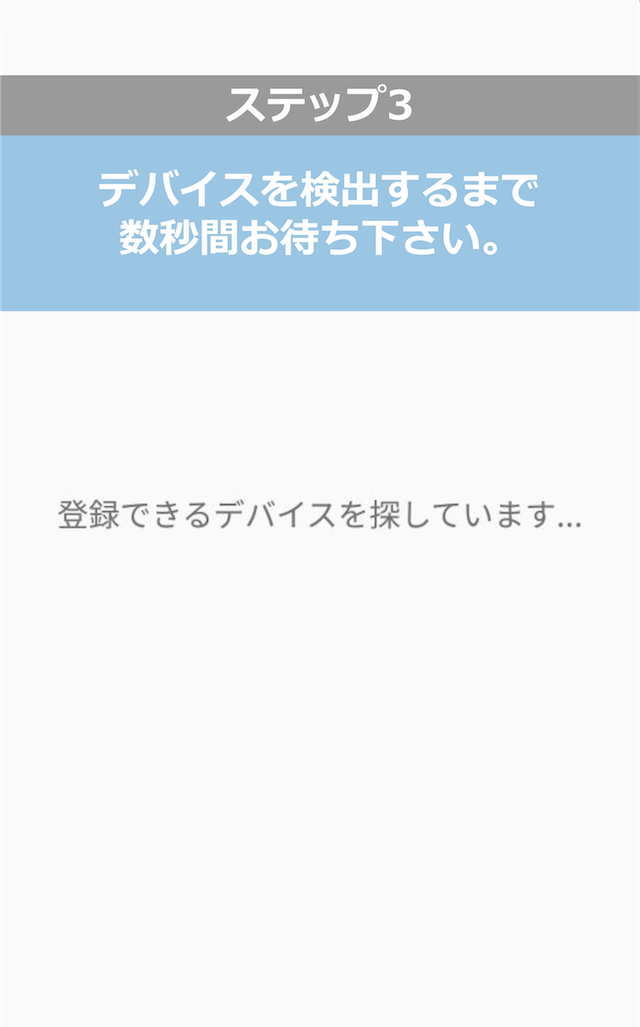 ステップ3
デバイスを検出するまで
数秒間お待ち下さい。
登録できるデバイスを探しています...